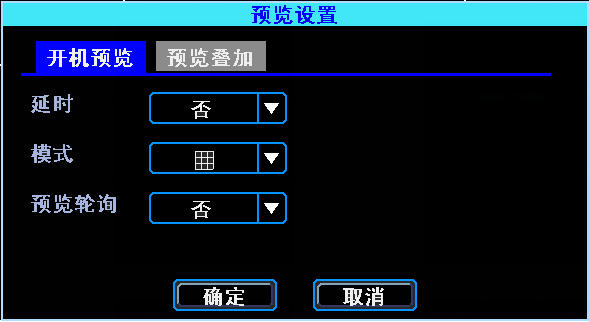 预览设置
开机预览 预览叠加
延时 否
模式
预览轮询 否
确定 取消